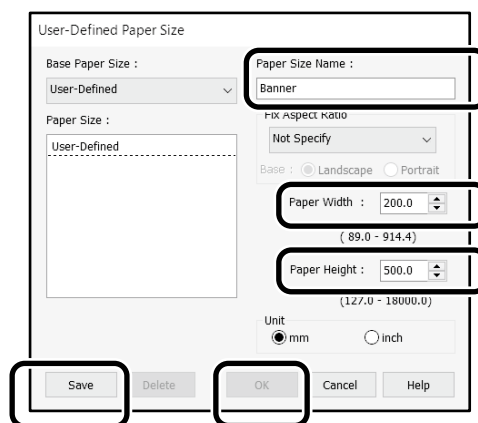 User-Defined Paper Size
Base Paper Size :
User-Defined
Paper Size :
User-Defined
Paper Size Name :
Banner
Fix Aspect Ratio
Not Specify
Base : Landscape Portrait
Paper Width : 200.0
( 89.0 - 914.4)
Paper Height : 500.0
(127.0 - 18000.0)
Unit
mm inch
Save Delete OK Cancel Help